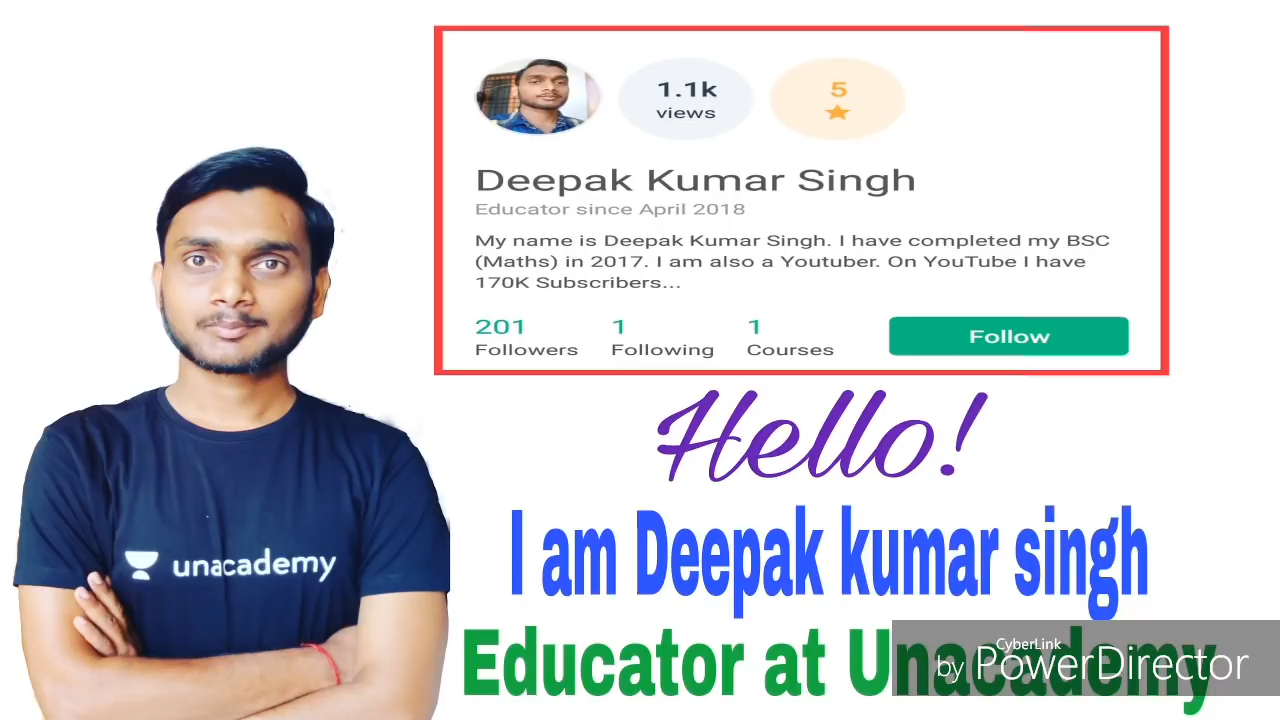 1.1k
views
5
Deepak Kumar Singh
Educator since April 2018
My name is Deepak Kumar Singh. I have completed my BSC
(Maths) in 2017. I am also a Youtuber. On YouTube I have
170K Subscribers...
201 1 1
Followers Following Courses
Follow
Hello!
I am Deepak kumar singh
unacademy
Educator at Unacademy
CyberLink
by PowerDirector